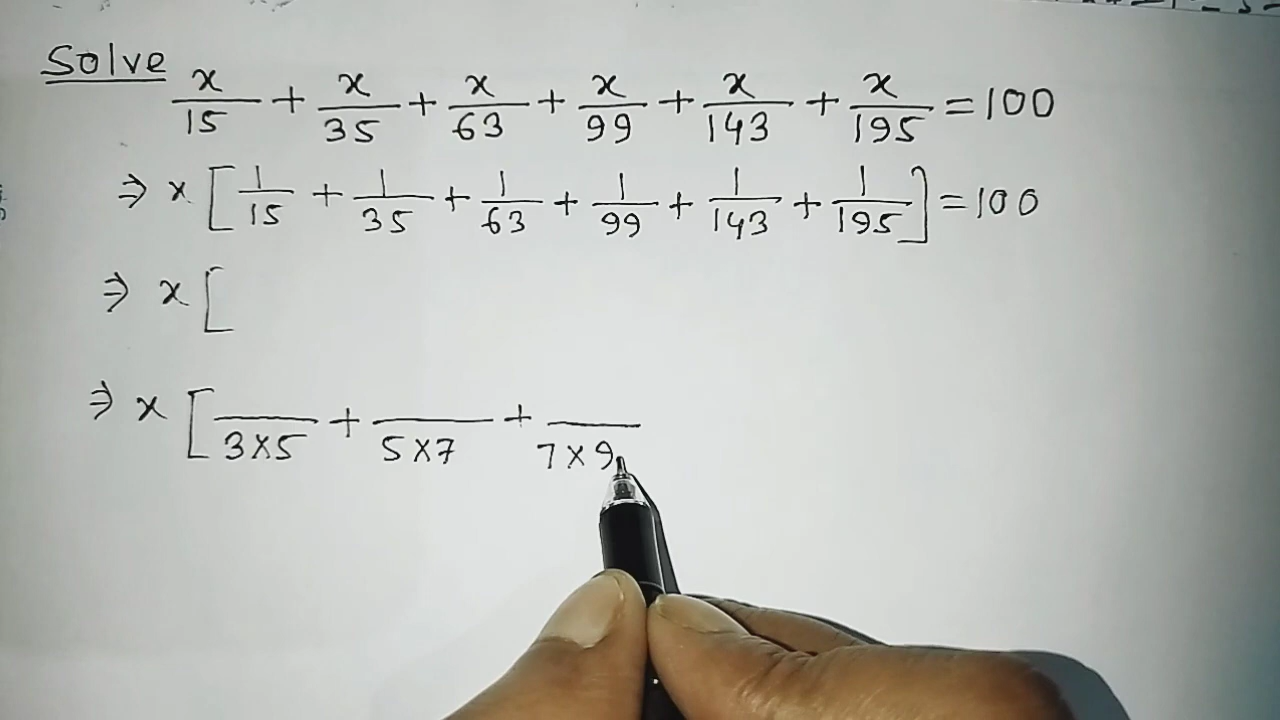 Solve x/15 + x/35 + x/63 + x/99 + x/143 + x/195 = 100
⇒ x [ 1/15 + 1/35 + 1/63 + 1/99 + 1/143 + 1/195 ] = 100
⇒ x [
⇒ x [ /3×5 + /5×7 + /7×9